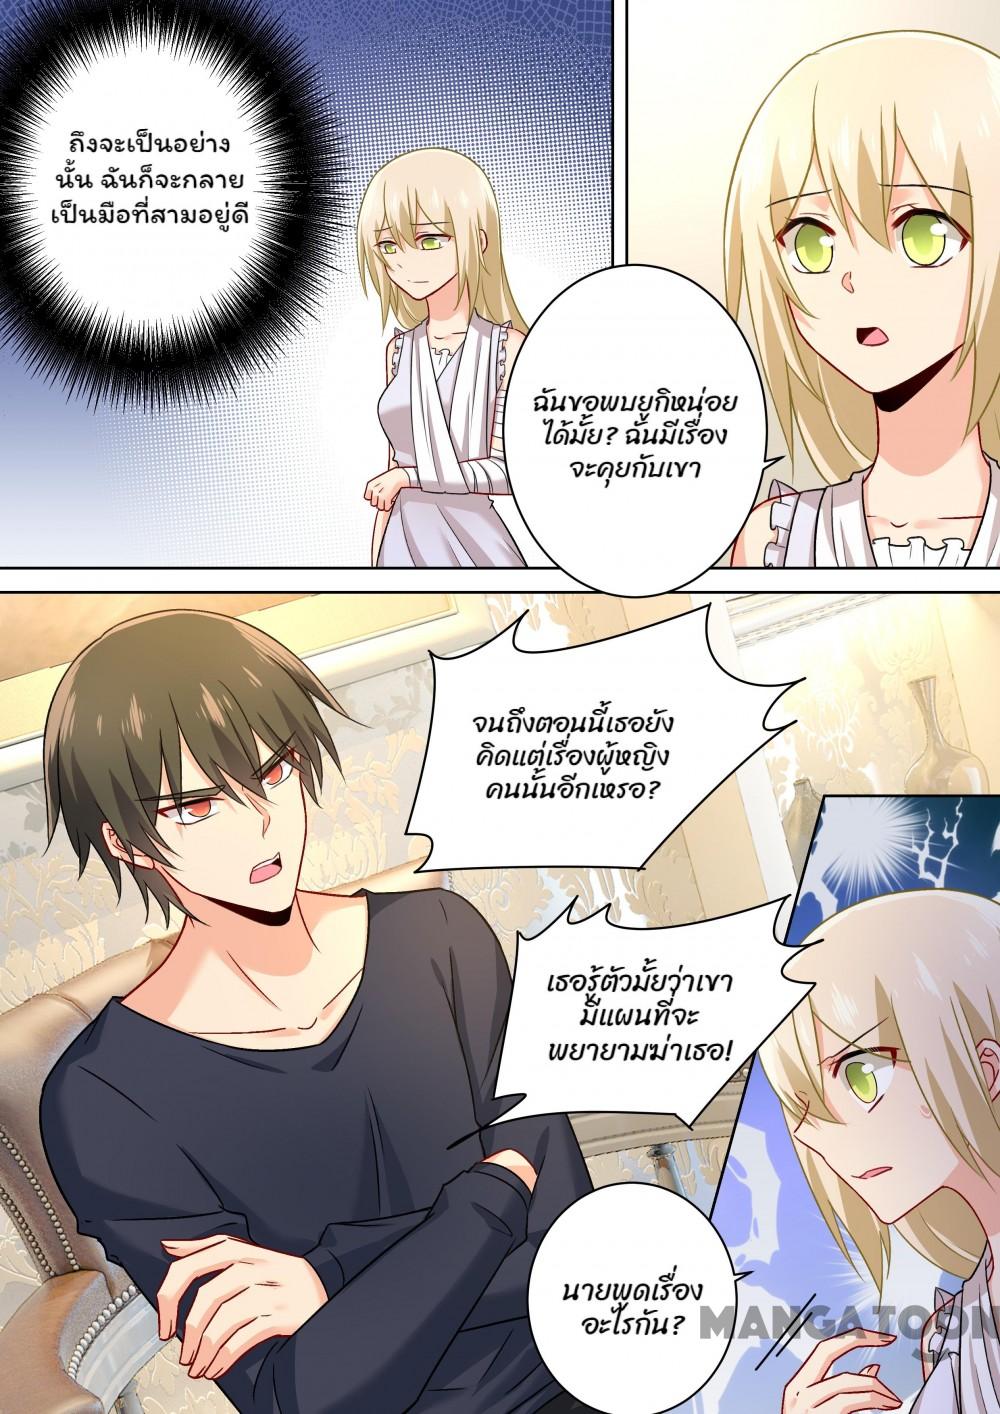 ถึงจะเป็นอย่าง
นั้น ฉันก็จะกลาย
เป็นมือที่สามอยู่ดี
ฉันขอพบยูกิหน่อย
ได้มั้ย? ฉันมีเรื่อง
จะคุยกับเขา
จนถึงตอนนี้เธอยัง
คิดแต่เรื่องผู้หญิง
คนนั้นอีกเหรอ?
เธอรู้ตัวมั้ยว่าเขา
มีแผนที่จะ
พยายามฆ่าเธอ!
นายพูดเรื่อง
อะไรกัน?
MANGATOON